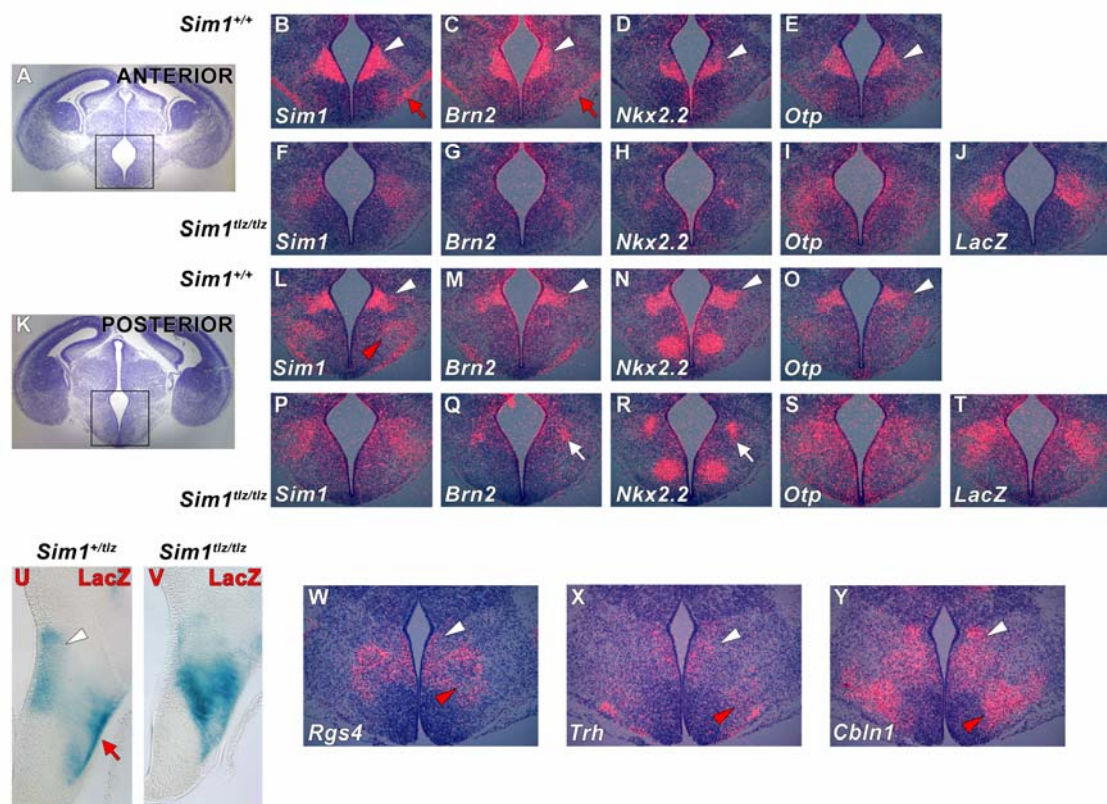 Sim1+/+
B
C
D
E
A ANTERIOR
Sim1
Brn2
Nkx2.2
Otp
F
G
H
I
J
Sim1tlz/tlz
Sim1
Brn2
Nkx2.2
Otp
LacZ
Sim1+/+
L
M
N
O
K POSTERIOR
Sim1
Brn2
Nkx2.2
Otp
P
Q
R
S
T
Sim1tlz/tlz
Sim1
Brn2
Nkx2.2
Otp
LacZ
Sim1+/tlz
Sim1tlz/tlz
U LacZ
V LacZ
W
X
Y
Rgs4
Trh
Cbln1